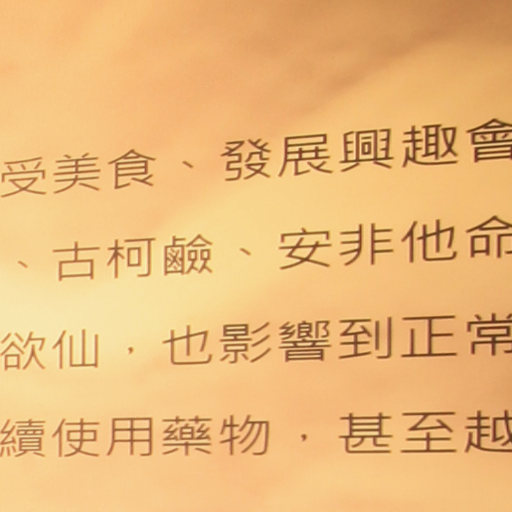 受美食、發展興趣會
、古柯鹼、安非他命
欲仙，也影響到正常
續使用藥物，甚至越